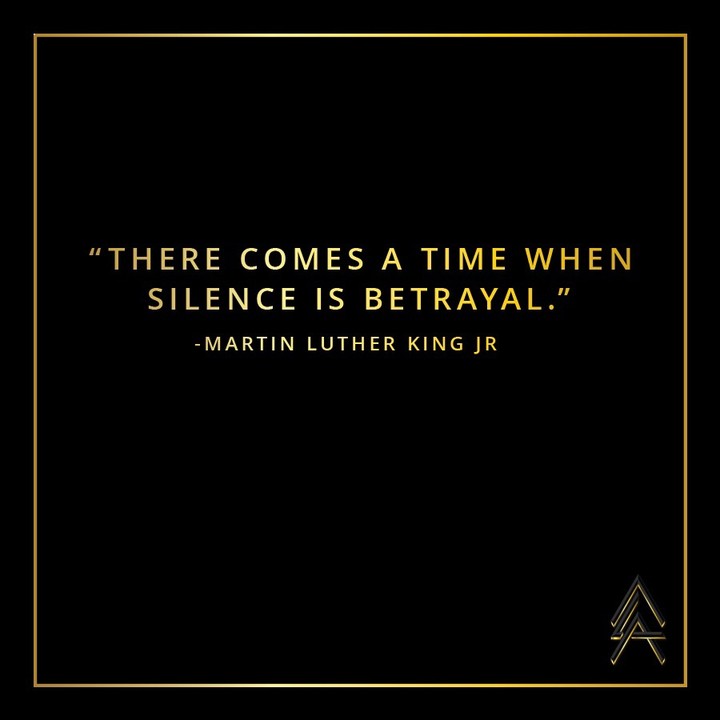 “THERE COMES A TIME WHEN
SILENCE IS BETRAYAL.”
-MARTIN LUTHER KING JR